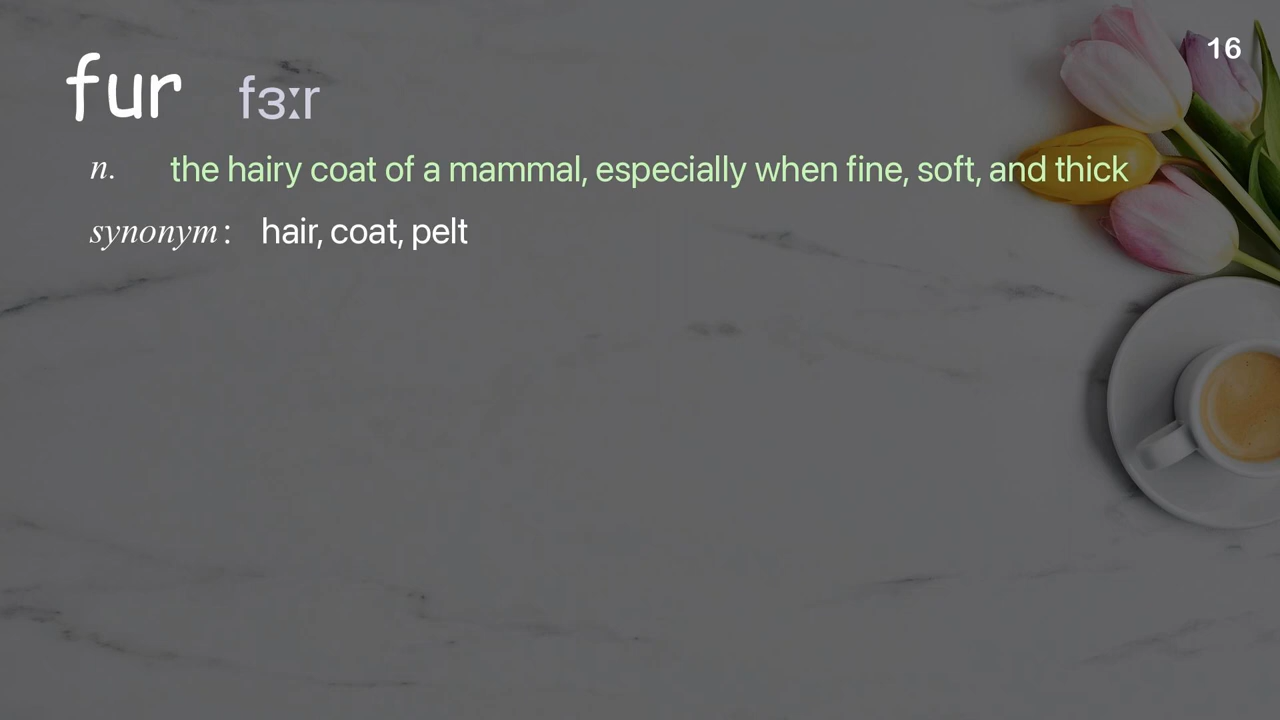 16
fur fɜːr
n. the hairy coat of a mammal, especially when fine, soft, and thick
synonym: hair, coat, pelt